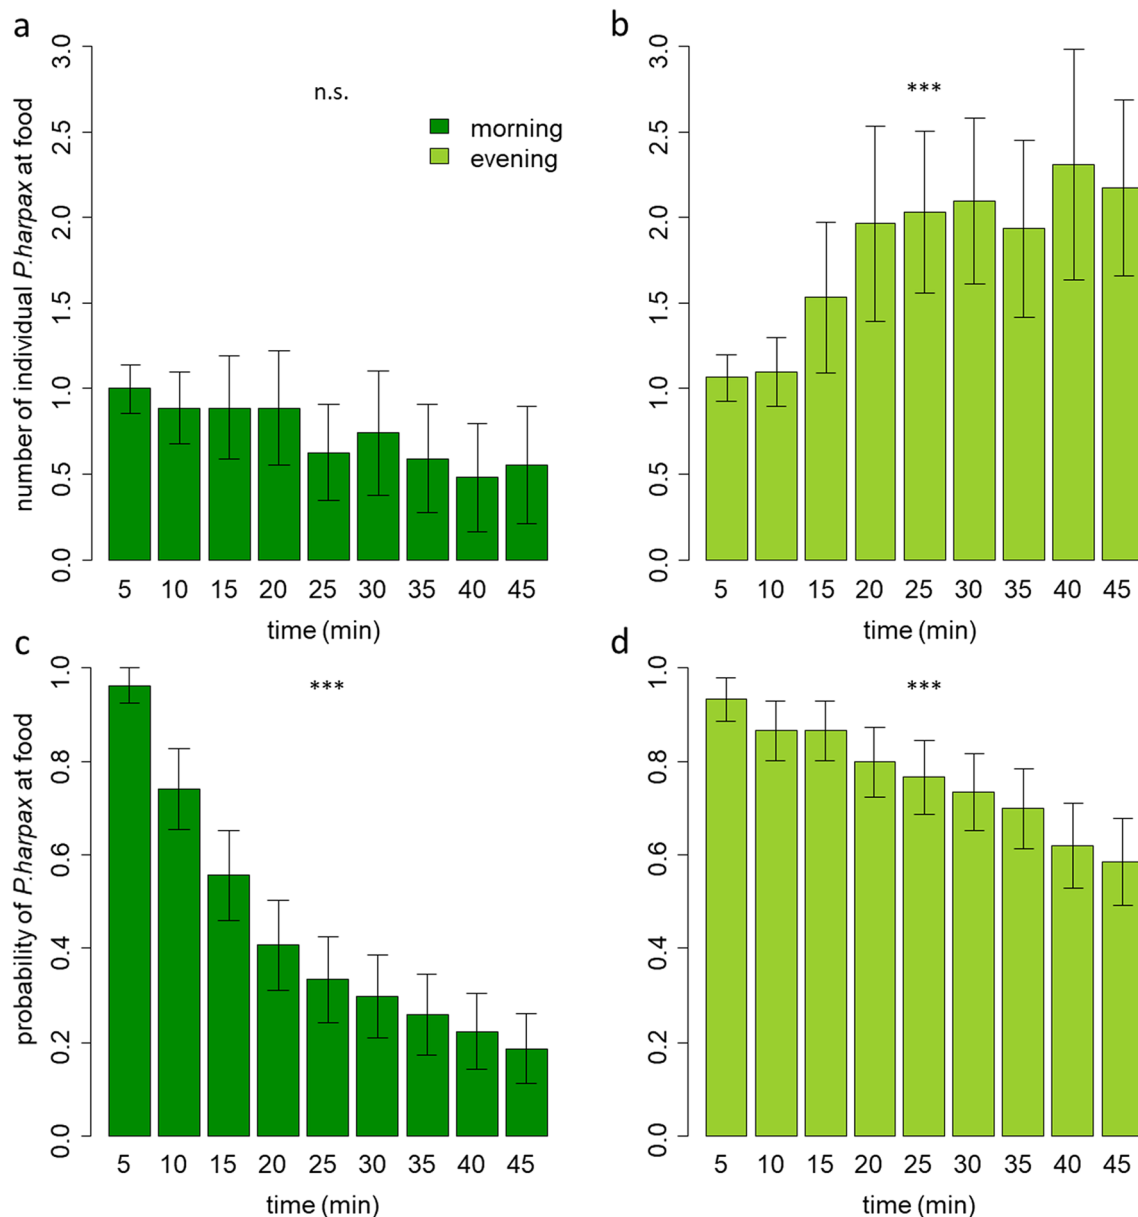 a
number of individual P.harpax at food
3.0
2.5
2.0
1.5
1.0
0.5
0.0
n.s.
morning
evening
5 10 15 20 25 30 35 40 45
time (min)
b
3.0
2.5
2.0
1.5
1.0
0.5
0.0
***
5 10 15 20 25 30 35 40 45
time (min)
c
probability of P.harpax at food
1.0
0.8
0.6
0.4
0.2
0.0
***
5 10 15 20 25 30 35 40 45
time (min)
d
1.0
0.8
0.6
0.4
0.2
0.0
***
5 10 15 20 25 30 35 40 45
time (min)